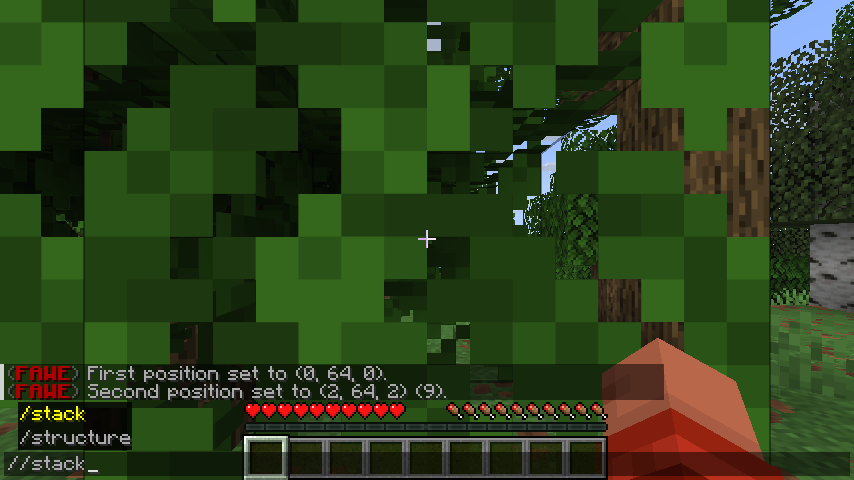 (FAWE) First position set to (0, 64, 0).
(FAWE) Second position set to (2, 64, 2) (9).
/stack
/structure
//stack_